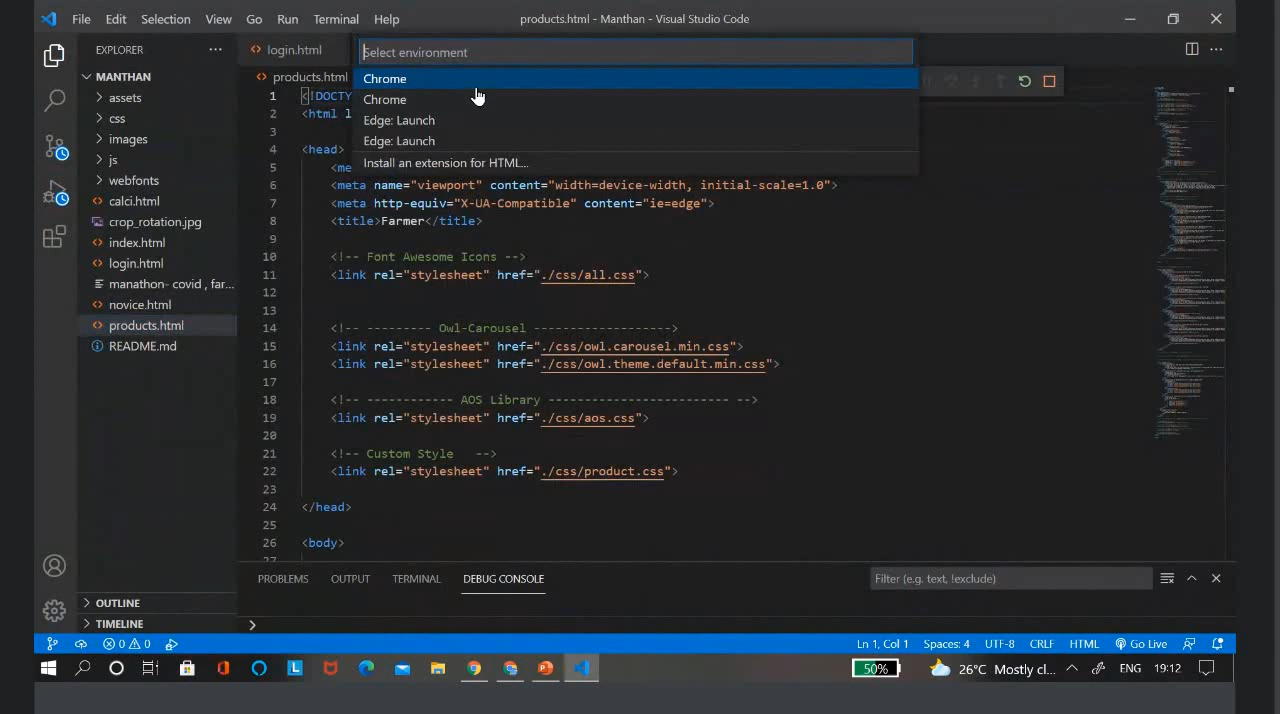 File Edit Selection View Go Run Terminal Help
products.html - Manthan - Visual Studio Code
EXPLORER
login.html
Select environment
Chrome
Chrome
Edge: Launch
Edge: Launch
Install an extension for HTML...
MANTHAN
assets
css
images
js
webfonts
calci.html
crop_rotation.jpg
index.html
login.html
manathon- covid , far...
novice.html
products.html
README.md
OUTLINE
TIMELINE
products.html
1 <!DOCTY
2 <html l
3
4 <head>
5 <me
6 <meta name="viewport" content="width=device-width, initial-scale=1.0">
7 <meta http-equiv="X-UA-Compatible" content="ie=edge">
8 <title>Farmer</title>
9
10 <!-- Font Awesome Icons -->
11 <link rel="stylesheet" href="./css/all.css">
12
13
14 <!-- --------- Owl-Carousel ------------------->
15 <link rel="stylesheet" href="./css/owl.carousel.min.css">
16 <link rel="stylesheet" href="./css/owl.theme.default.min.css">
17
18 <!-- ------------ AOS Library ------------------------- -->
19 <link rel="stylesheet" href="./css/aos.css">
20
21 <!-- Custom Style -->
22 <link rel="stylesheet" href="./css/product.css">
23
24 </head>
25
26 <body>
27
PROBLEMS OUTPUT TERMINAL DEBUG CONSOLE
Filter (e.g. text, !exclude)
0 0
Ln 1, Col 1 Spaces: 4 UTF-8 CRLF HTML Go Live
50% 26°C Mostly cl... ENG 19:12